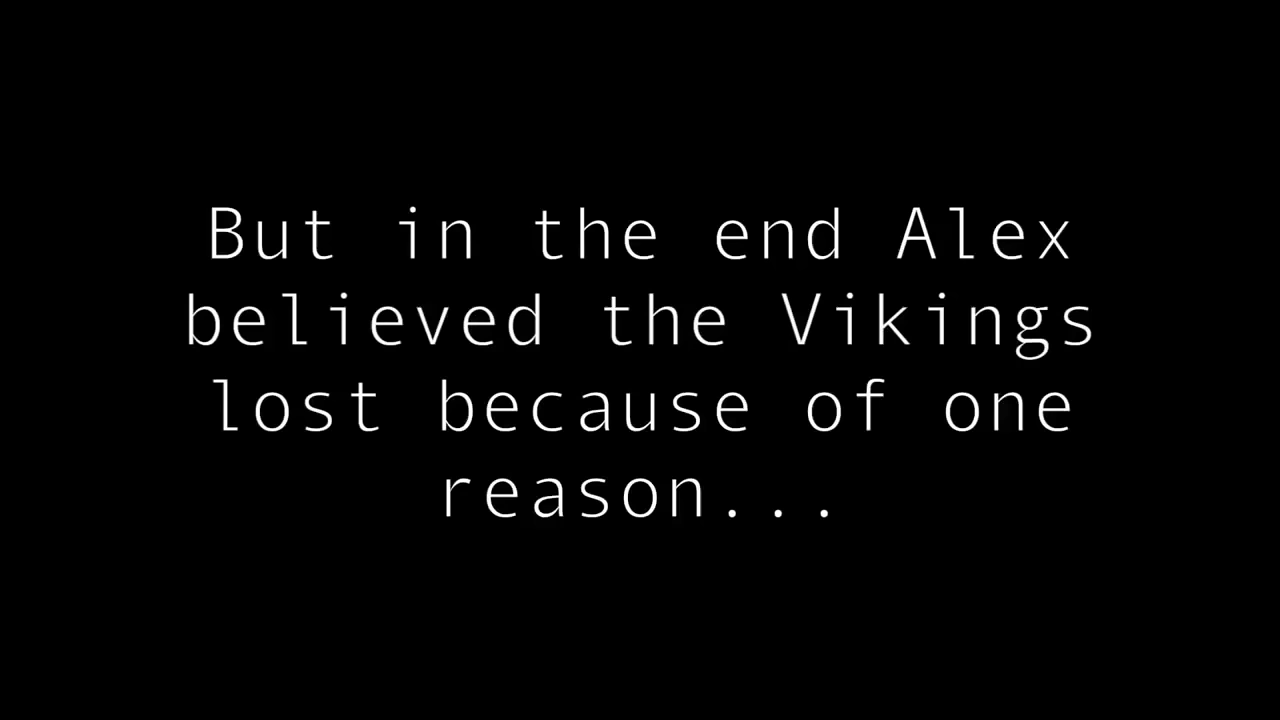 But in the end Alex
believed the Vikings
lost because of one
reason...